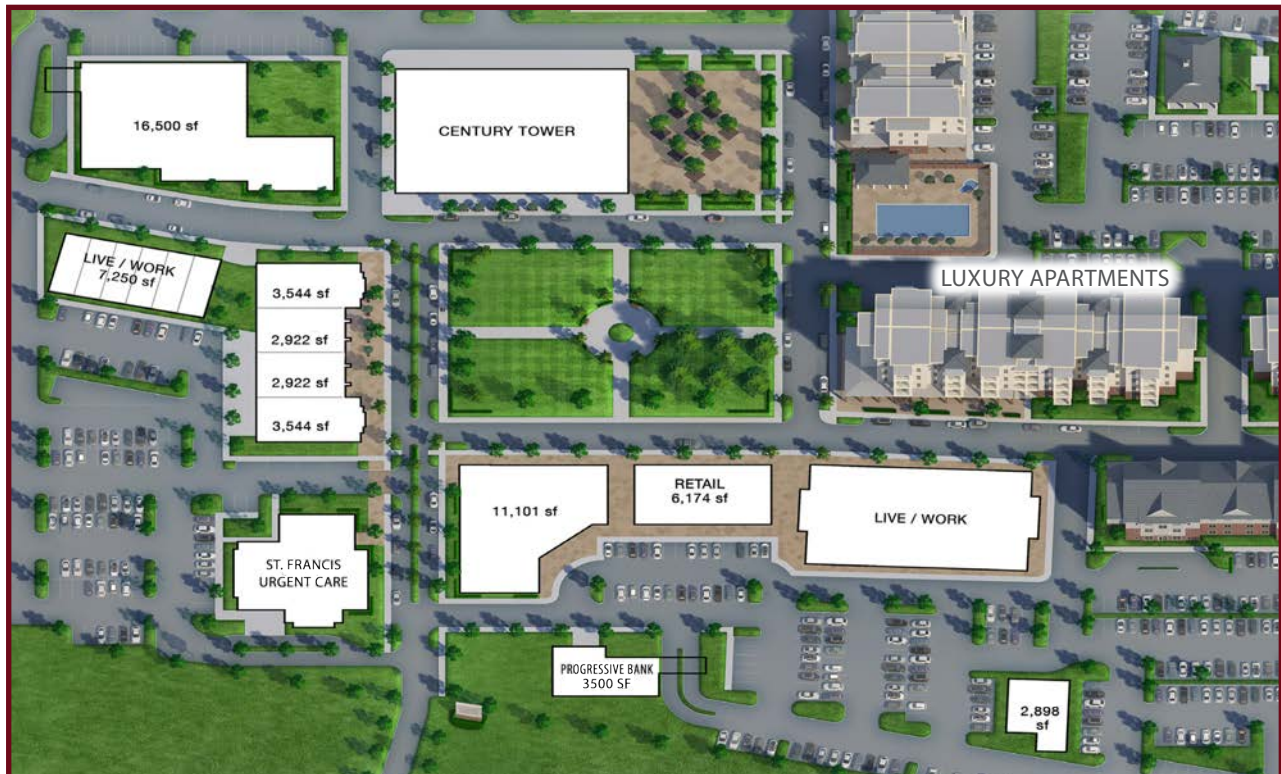 16,500 sf
CENTURY TOWER
LIVE / WORK
7,250 sf
3,544 sf
2,922 sf
2,922 sf
3,544 sf
LUXURY APARTMENTS
11,101 sf
RETAIL
6,174 sf
LIVE / WORK
ST. FRANCIS
URGENT CARE
PROGRESSIVE BANK
3500 SF
2,898
sf